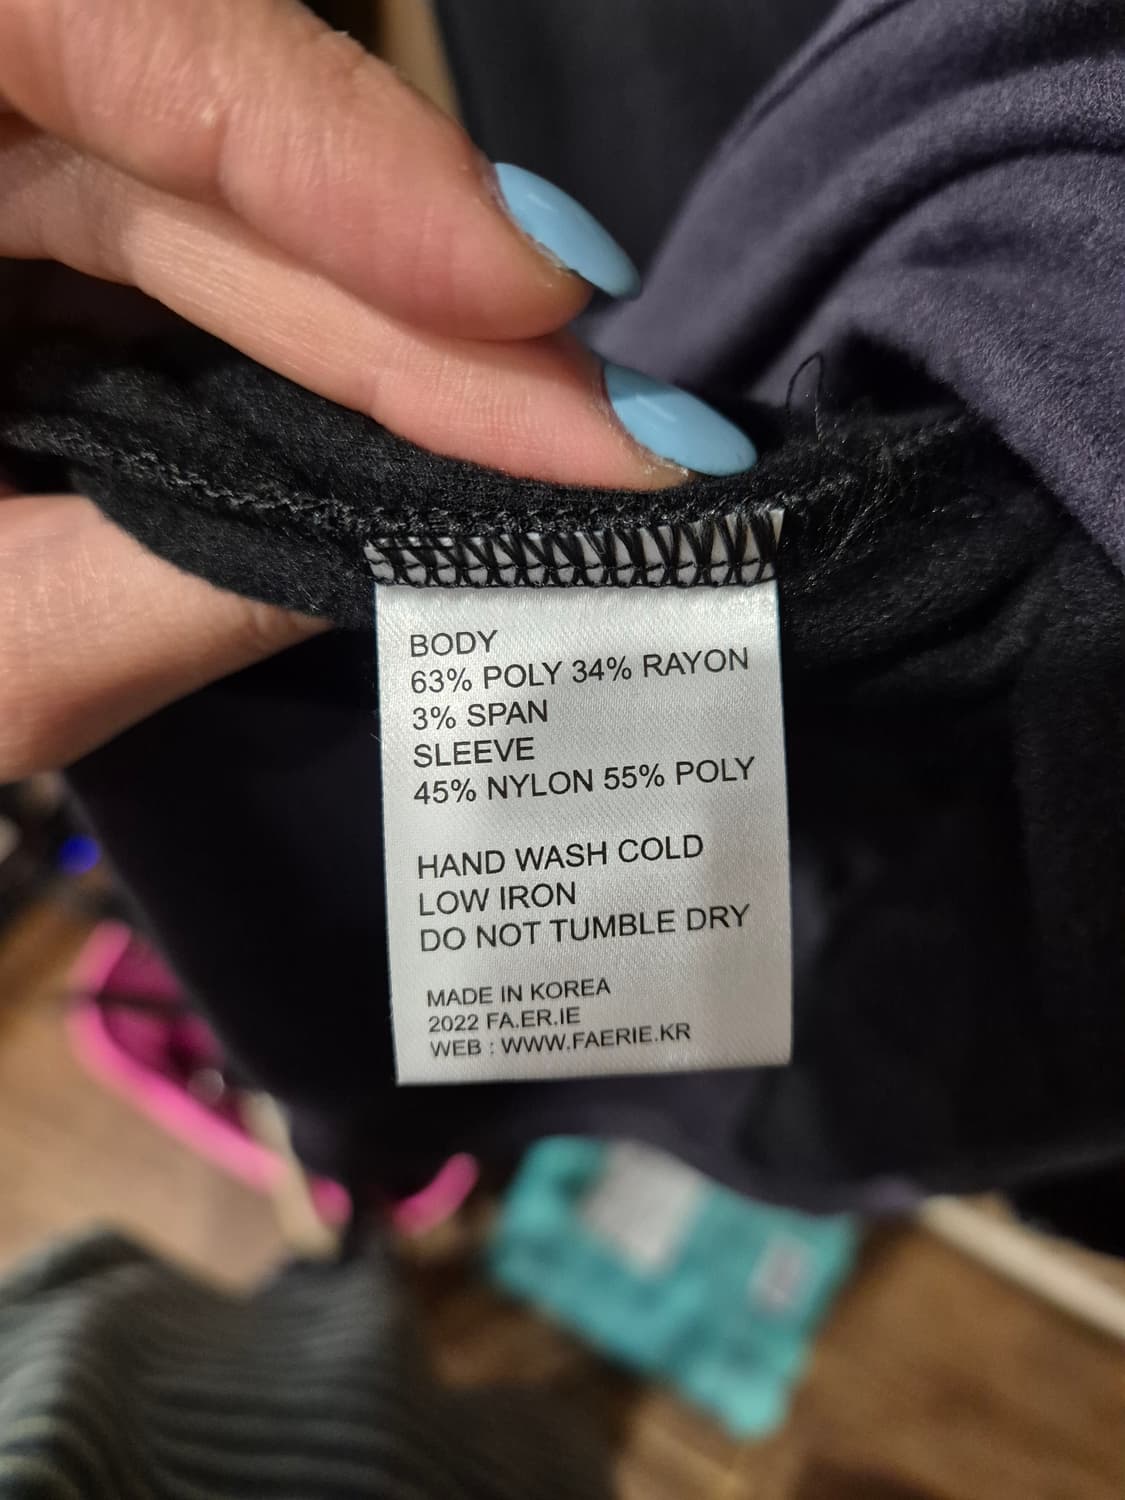 BODY
63% POLY 34% RAYON
3% SPAN
SLEEVE
45% NYLON 55% POLY
HAND WASH COLD
LOW IRON
DO NOT TUMBLE DRY
MADE IN KOREA
2022 FA.ER.IE
WEB : WWW.FAERIE.KR